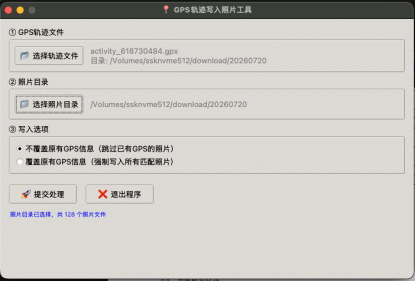 GPS轨迹写入照片工具
① GPS轨迹文件
选择轨迹文件
activity_618730484.gpx
目录: /Volumes/ssknvme512/download/20260720
② 照片目录
选择照片目录
/Volumes/ssknvme512/download/20260720
③ 写入选项
不覆盖原有GPS信息（跳过已有GPS的照片）
覆盖原有GPS信息（强制写入所有匹配照片）
提交处理
退出程序
照片目录已选择，共 128 个照片文件